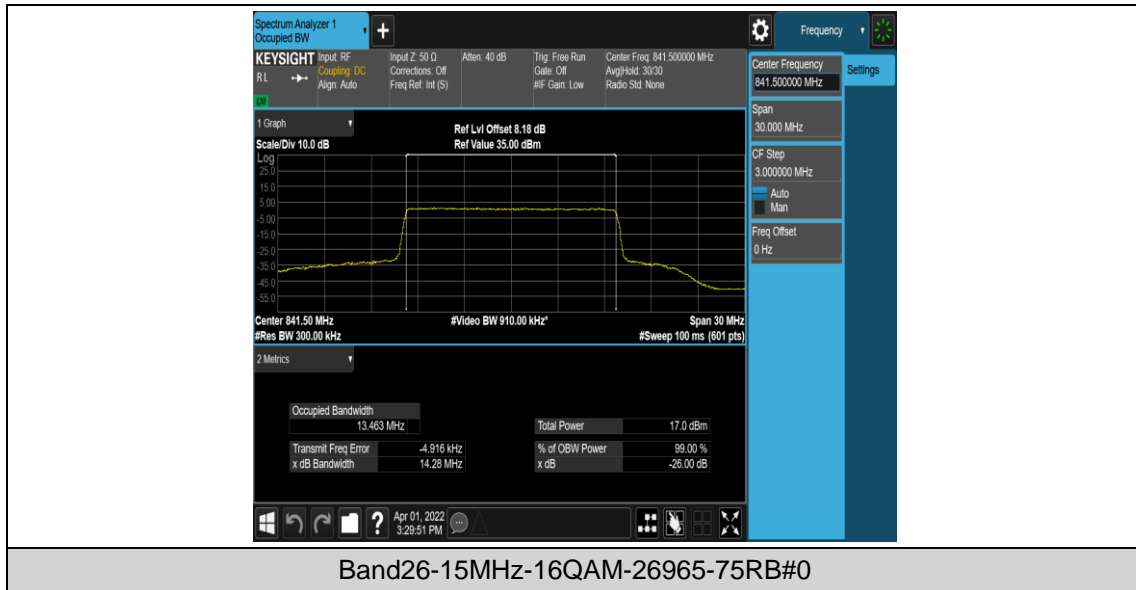 Spectrum Analyzer 1
Occupied BW
+
Frequency
KEYSIGHT
RL
LXI
Input: RF
Coupling: DC
Align: Auto
Input Z: 50 Ω
Corrections: Off
Freq Ref: Int (S)
Atten: 40 dB
Trig: Free Run
Gate: Off
#IF Gain: Low
Center Freq: 841.500000 MHz
Avg|Hold: 30/30
Radio Std: None
Center Frequency
841.500000 MHz
Settings
Span
30.000 MHz
CF Step
3.000000 MHz
Auto
Man
Freq Offset
0 Hz
1 Graph
Scale/Div 10.0 dB
Ref Lvl Offset 8.18 dB
Ref Value 35.00 dBm
Log
25.0
15.0
5.00
-5.00
-15.0
-25.0
-35.0
-45.0
-55.0
Center 841.50 MHz
#Video BW 910.00 kHz*
Span 30 MHz
#Res BW 300.00 kHz
#Sweep 100 ms (601 pts)
2 Metrics
Occupied Bandwidth
13.463 MHz
Total Power 17.0 dBm
Transmit Freq Error -4.916 kHz
% of OBW Power 99.00 %
x dB Bandwidth 14.28 MHz
x dB -26.00 dB
?
Apr 01, 2022
3:29:51 PM
Band26-15MHz-16QAM-26965-75RB#0